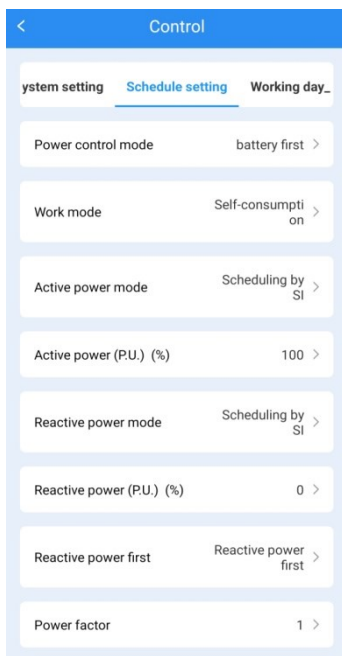 Control
ystem setting Schedule setting Working day_
Power control mode battery first
Work mode Self-consumpti
on
Active power mode Scheduling by
SI
Active power (P.U.) (%) 100
Reactive power mode Scheduling by
SI
Reactive power (P.U.) (%) 0
Reactive power first Reactive power
first
Power factor 1